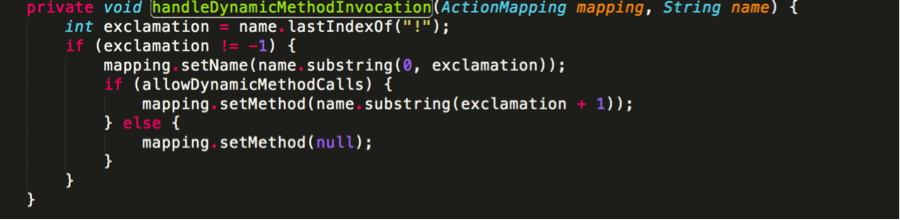 private void handleDynamicMethodInvocation(ActionMapping mapping, String name) {
int exclamation = name.lastIndexOf("!");
if (exclamation != -1) {
mapping.setName(name.substring(0, exclamation));
if (allowDynamicMethodCalls) {
mapping.setMethod(name.substring(exclamation + 1));
} else {
mapping.setMethod(null);
}
}
}